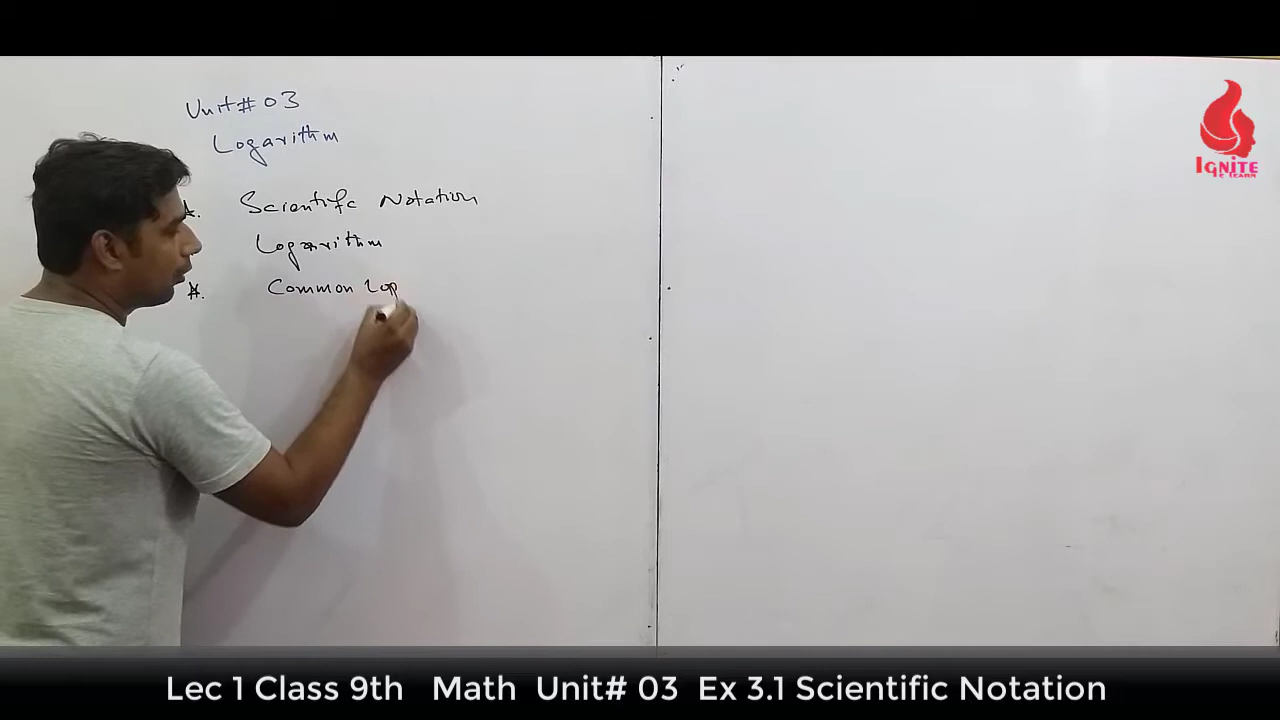 Unit# 03
Logarithm
Scientific Notation
Logarithm
Common Log
IGNITE
E LEARN
Lec 1 Class 9th Math Unit# 03 Ex 3.1 Scientific Notation